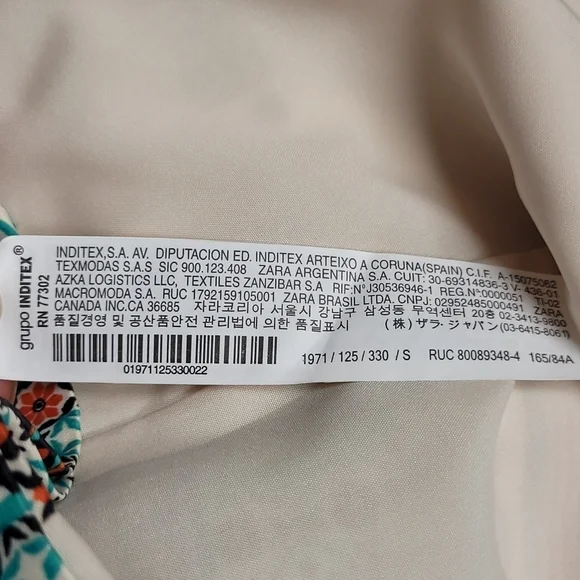 grupo INDITEX®
RN 77302
INDITEX,S.A. AV. DIPUTACION ED. INDITEX ARTEIXO A CORUNA(SPAIN) C.I.F. A-15075062
TEXMODAS S.A.S SIC 900.123.408 ZARA ARGENTINA S.A. CUIT: 30-69314836-3 V- 428-01
AZKA LOGISTICS LLC, TEXTILES ZANZIBAR S.A RIF:N°J30536946-1 REG.N°0000051 TI-02
MACROMODA S.A. RUC 1792159105001 ZARA BRASIL LTDA. CNPJ: 02952485000491 ZARA
CANADA INC.CA 36685 자라코리아 서울시 강남구 삼성동 무역센터 20층 02-3413-9800
품질경영 및 공산품안전 관리법에 의한 품질표시 (株) ザラ・ジャパン(03-6415-8061)
01971125330022
1971 / 125 / 330 / S RUC 80089348-4 165/84A